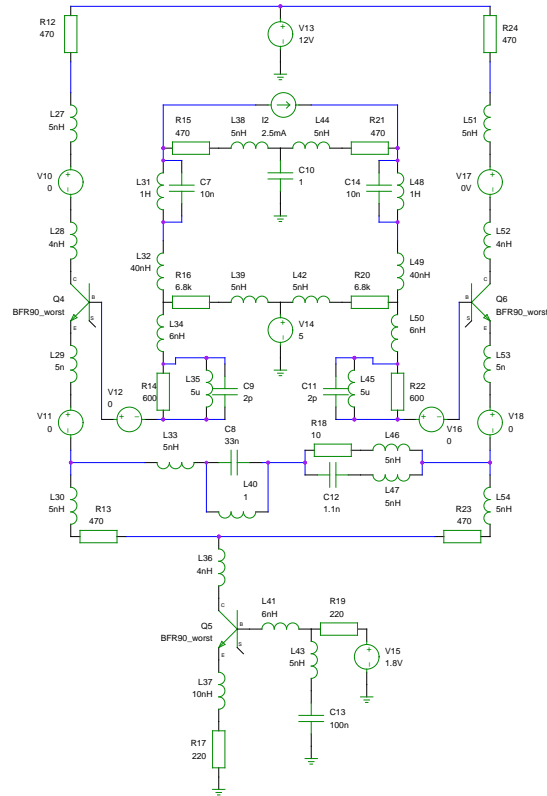 R12
470
V13
12V
R24
470
L27
5nH
I2
2.5mA
L51
5nH
R15
470
L38
5nH
L44
5nH
R21
470
V10
0
L31
1H
C7
10n
C10
1
C14
10n
L48
1H
V17
0V
L28
4nH
L32
40nH
L49
40nH
L52
4nH
R16
6.8k
L39
5nH
L42
5nH
R20
6.8k
Q4
BFR90_worst
C
B
S
E
Q6
BFR90_worst
C
B
S
E
L34
6nH
V14
5
L50
6nH
L29
5n
L53
5n
V12
0
R14
600
L35
5u
C9
2p
C11
2p
L45
5u
R22
600
V16
0
V11
0
V18
0
L33
5nH
C8
33n
R18
10
L46
5nH
L40
1
C12
1.1n
L47
5nH
L30
5nH
R13
470
R23
470
L54
5nH
L36
4nH
Q5
BFR90_worst
C
B
S
E
L41
6nH
R19
220
L43
5nH
V15
1.8V
L37
10nH
C13
100n
R17
220